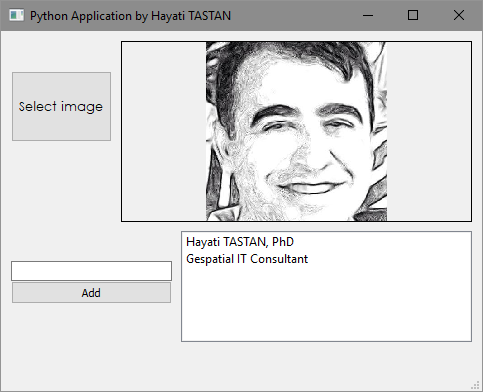 Python Application by Hayati TASTAN
Select image
Hayati TASTAN, PhD
Gespatial IT Consultant
Add